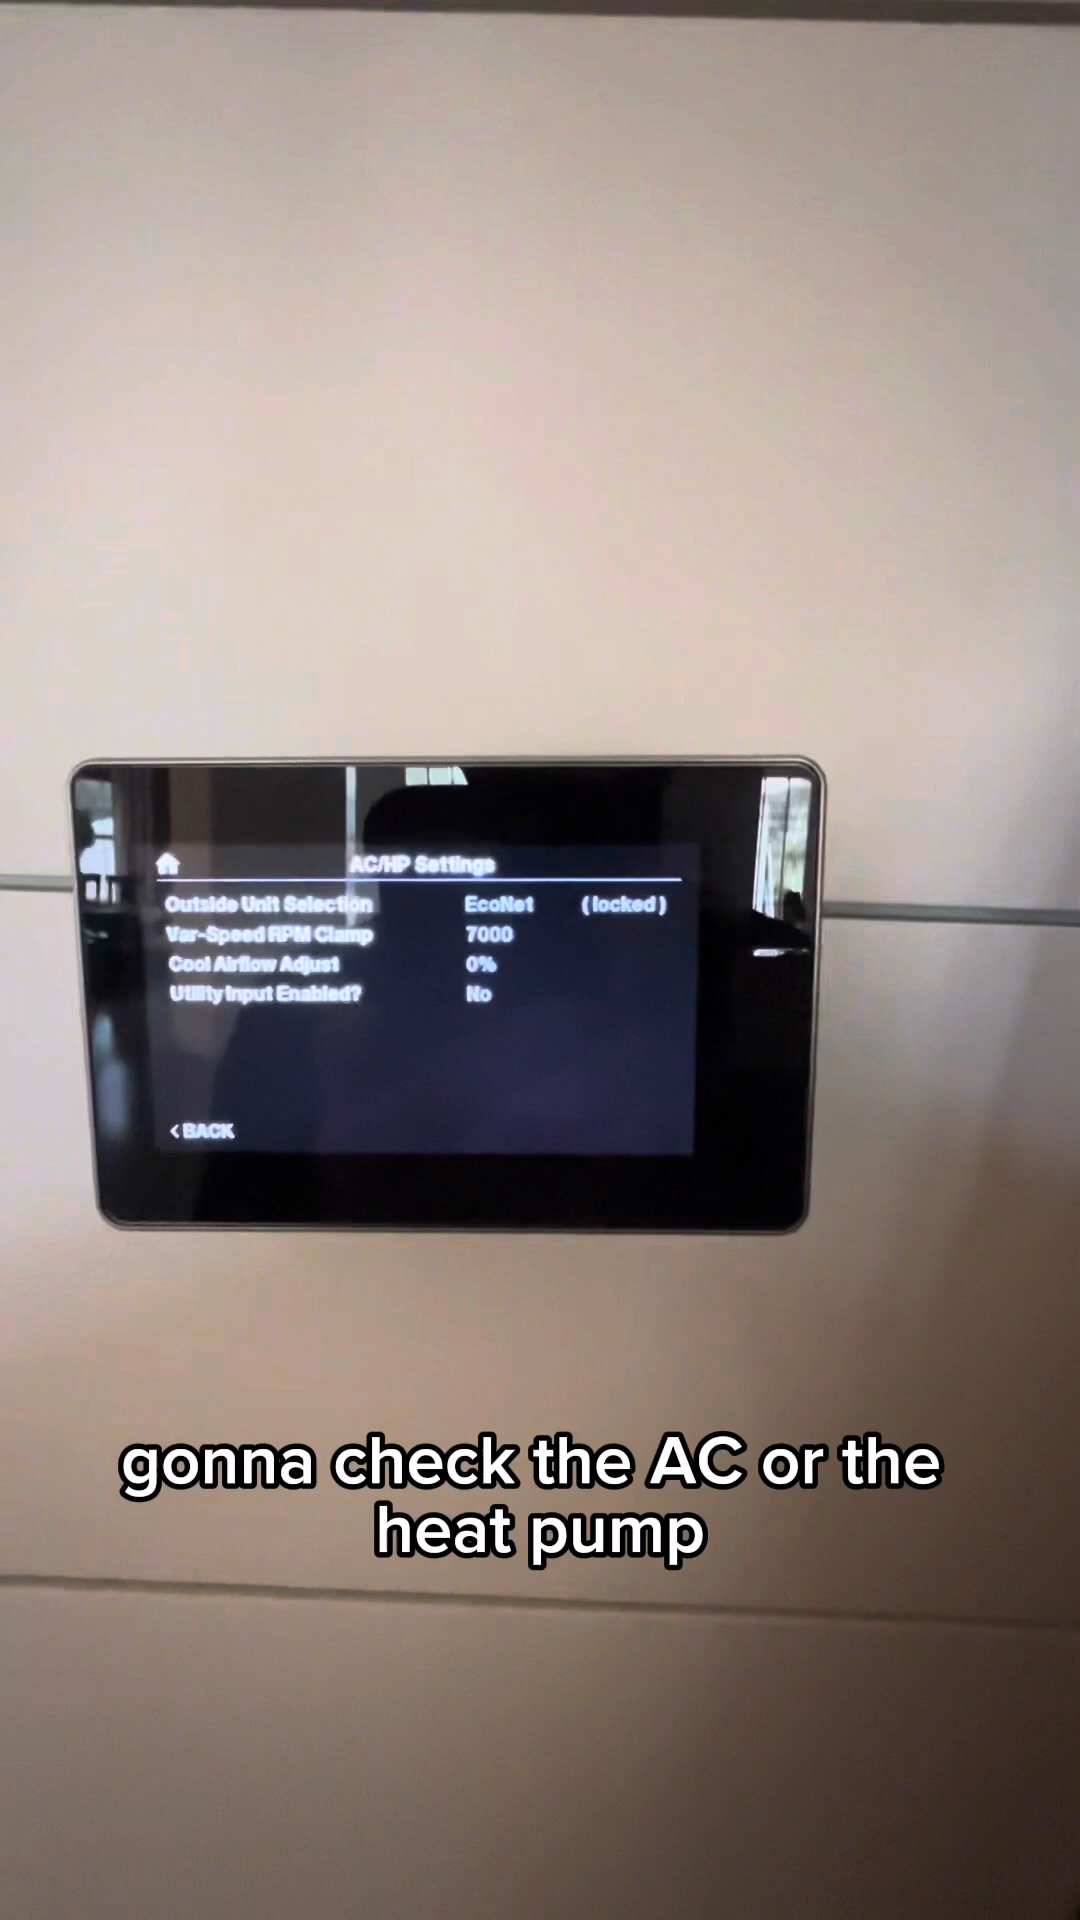 AC/HP Settings
Outside Unit Selection EcoNet (locked)
Var-Speed RPM Clamp 7000
Cool Airflow Adjust 0%
Utility Input Enabled? No
< BACK
gonna check the AC or the
heat pump